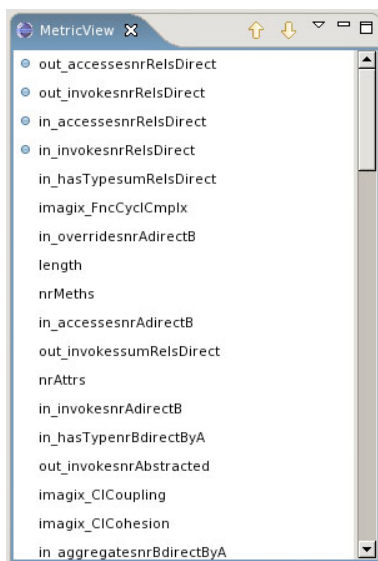 MetricView
out_accessesnrRelsDirect
out_invokesnrRelsDirect
in_accessesnrRelsDirect
in_invokesnrRelsDirect
in_hasTypesumRelsDirect
imagix_FncCyclCmplx
in_overridesnrAdirectB
length
nrMeths
in_accessesnrAdirectB
out_invokessumRelsDirect
nrAttrs
in_invokesnrAdirectB
in_hasTypenrBdirectByA
out_invokesnrAbstracted
imagix_ClCoupling
imagix_ClCohesion
in_aggregatesnrBdirectByA